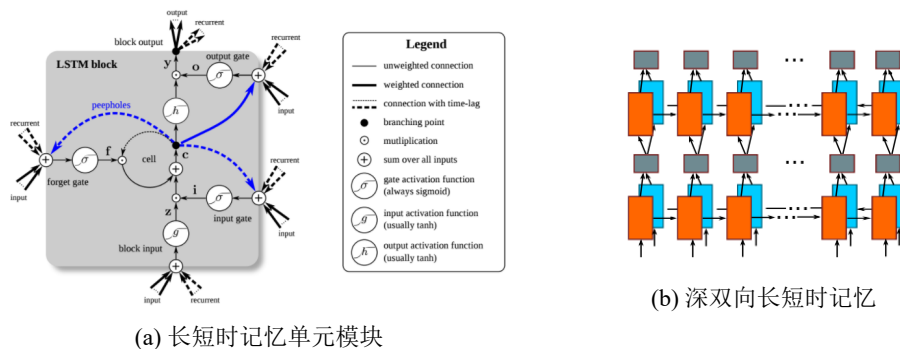 output
recurrent
block output
LSTM block
y
o
output gate
σ
recurrent
input
h
peepholes
recurrent
f
σ
cell
c
forget gate
input
recurrent
i
σ
z
input gate
input
g
block input
input
recurrent
Legend
unweighted connection
weighted connection
connection with time-lag
branching point
mutliplication
sum over all inputs
σ
gate activation function
(always sigmoid)
g
input activation function
(usually tanh)
h
output activation function
(usually tanh)
(a) 长短时记忆单元模块
...
...
...
...
(b) 深双向长短时记忆